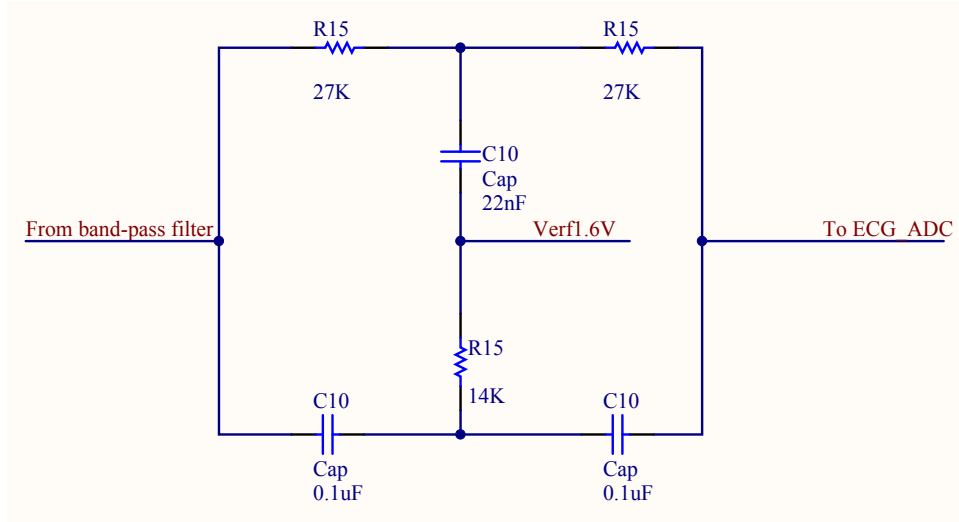 R15
27K
R15
27K
C10
Cap
22nF
From band-pass filter
Verf1.6V
To ECG_ADC
R15
14K
C10
Cap
0.1uF
C10
Cap
0.1uF